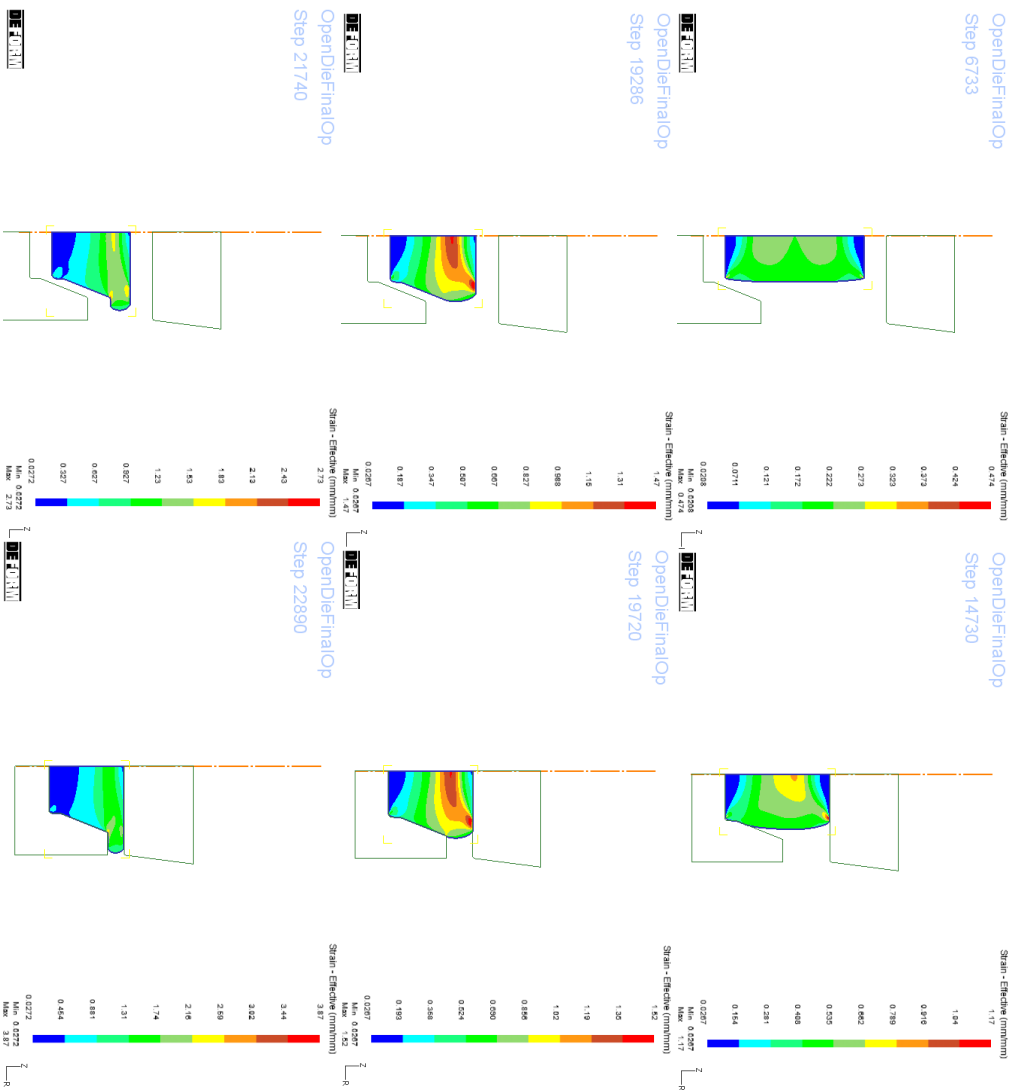 OpenDieFinalOp
Step 6733
Strain - Effective (mm/mm)
0.474
0.424
0.373
0.323
0.273
0.222
0.172
0.121
0.0711
0.0208
Min 0.0208
Max 0.474
DEFORM
Z
OpenDieFinalOp
Step 14730
Strain - Effective (mm/mm)
1.17
1.04
0.916
0.789
0.662
0.535
0.408
0.281
0.154
0.0267
Min 0.0267
Max 1.17
DEFORM
Z
R
OpenDieFinalOp
Step 19286
Strain - Effective (mm/mm)
1.47
1.31
1.15
0.988
0.827
0.667
0.507
0.347
0.187
0.0267
Min 0.0267
Max 1.47
DEFORM
Z
OpenDieFinalOp
Step 19720
Strain - Effective (mm/mm)
1.52
1.35
1.19
1.02
0.856
0.690
0.524
0.358
0.193
0.0267
Min 0.0267
Max 1.52
DEFORM
Z
R
OpenDieFinalOp
Step 21740
Strain - Effective (mm/mm)
2.73
2.43
2.13
1.83
1.53
1.23
0.927
0.627
0.327
0.0272
Min 0.0272
Max 2.73
DEFORM
Z
OpenDieFinalOp
Step 22890
Strain - Effective (mm/mm)
3.87
3.44
3.02
2.59
2.16
1.74
1.31
0.881
0.454
0.0272
Min 0.0272
Max 3.87
DEFORM
Z
R